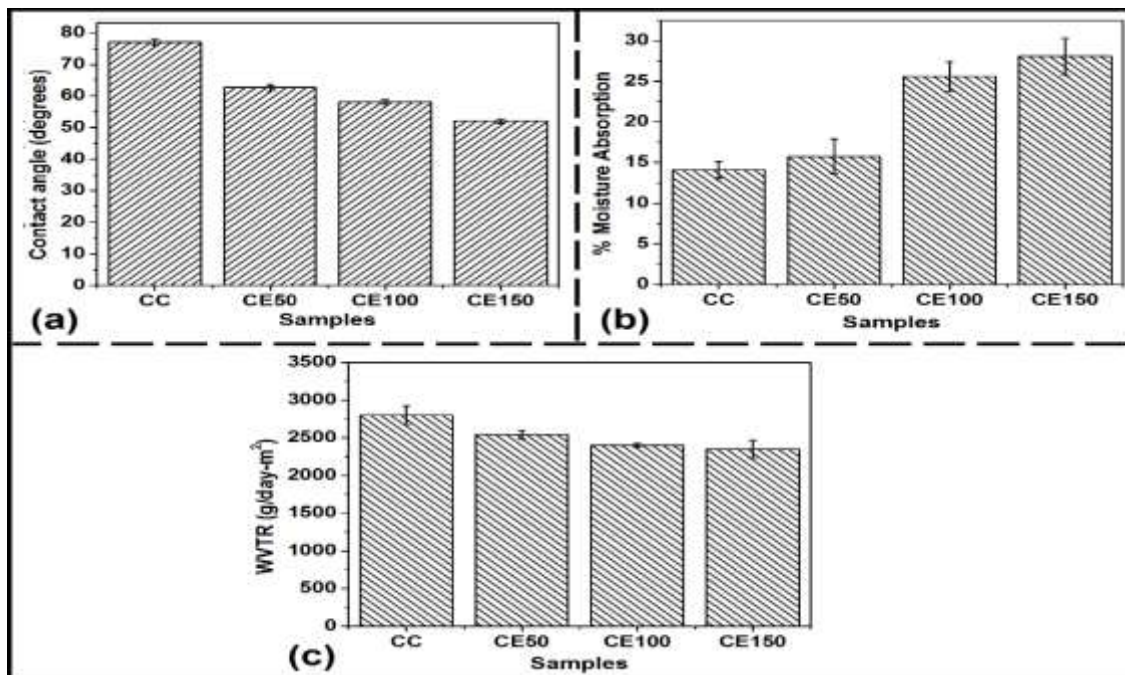 Contact angle (degrees)
80
70
60
50
40
30
20
10
0
CC CE50 CE100 CE150
Samples
(a)
% Moisture Absorption
30
25
20
15
10
5
0
CC CE50 CE100 CE150
Samples
(b)
WVTR (g/day-m²)
3500
3000
2500
2000
1500
1000
500
0
CC CE50 CE100 CE150
Samples
(c)